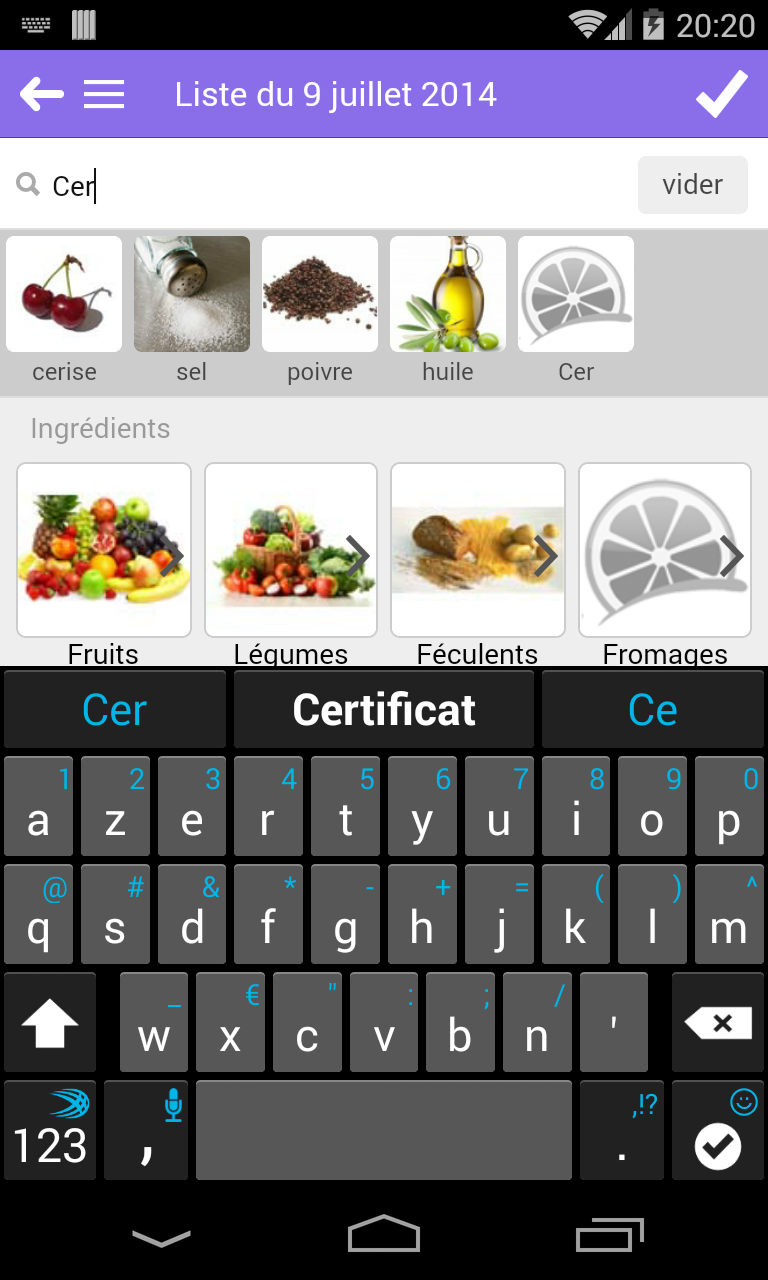 20:20
Liste du 9 juillet 2014
Cer
vider
cerise sel poivre huile Cer
Ingrédients
Fruits Légumes Féculents Fromages
Cer Certificat Ce
1 2 3 4 5 6 7 8 9 0
a z e r t y u i o p
@ # & * - + = ( ) ^
q s d f g h j k l m
_ € " : ; /
w x c v b n '
,!?
123 , .